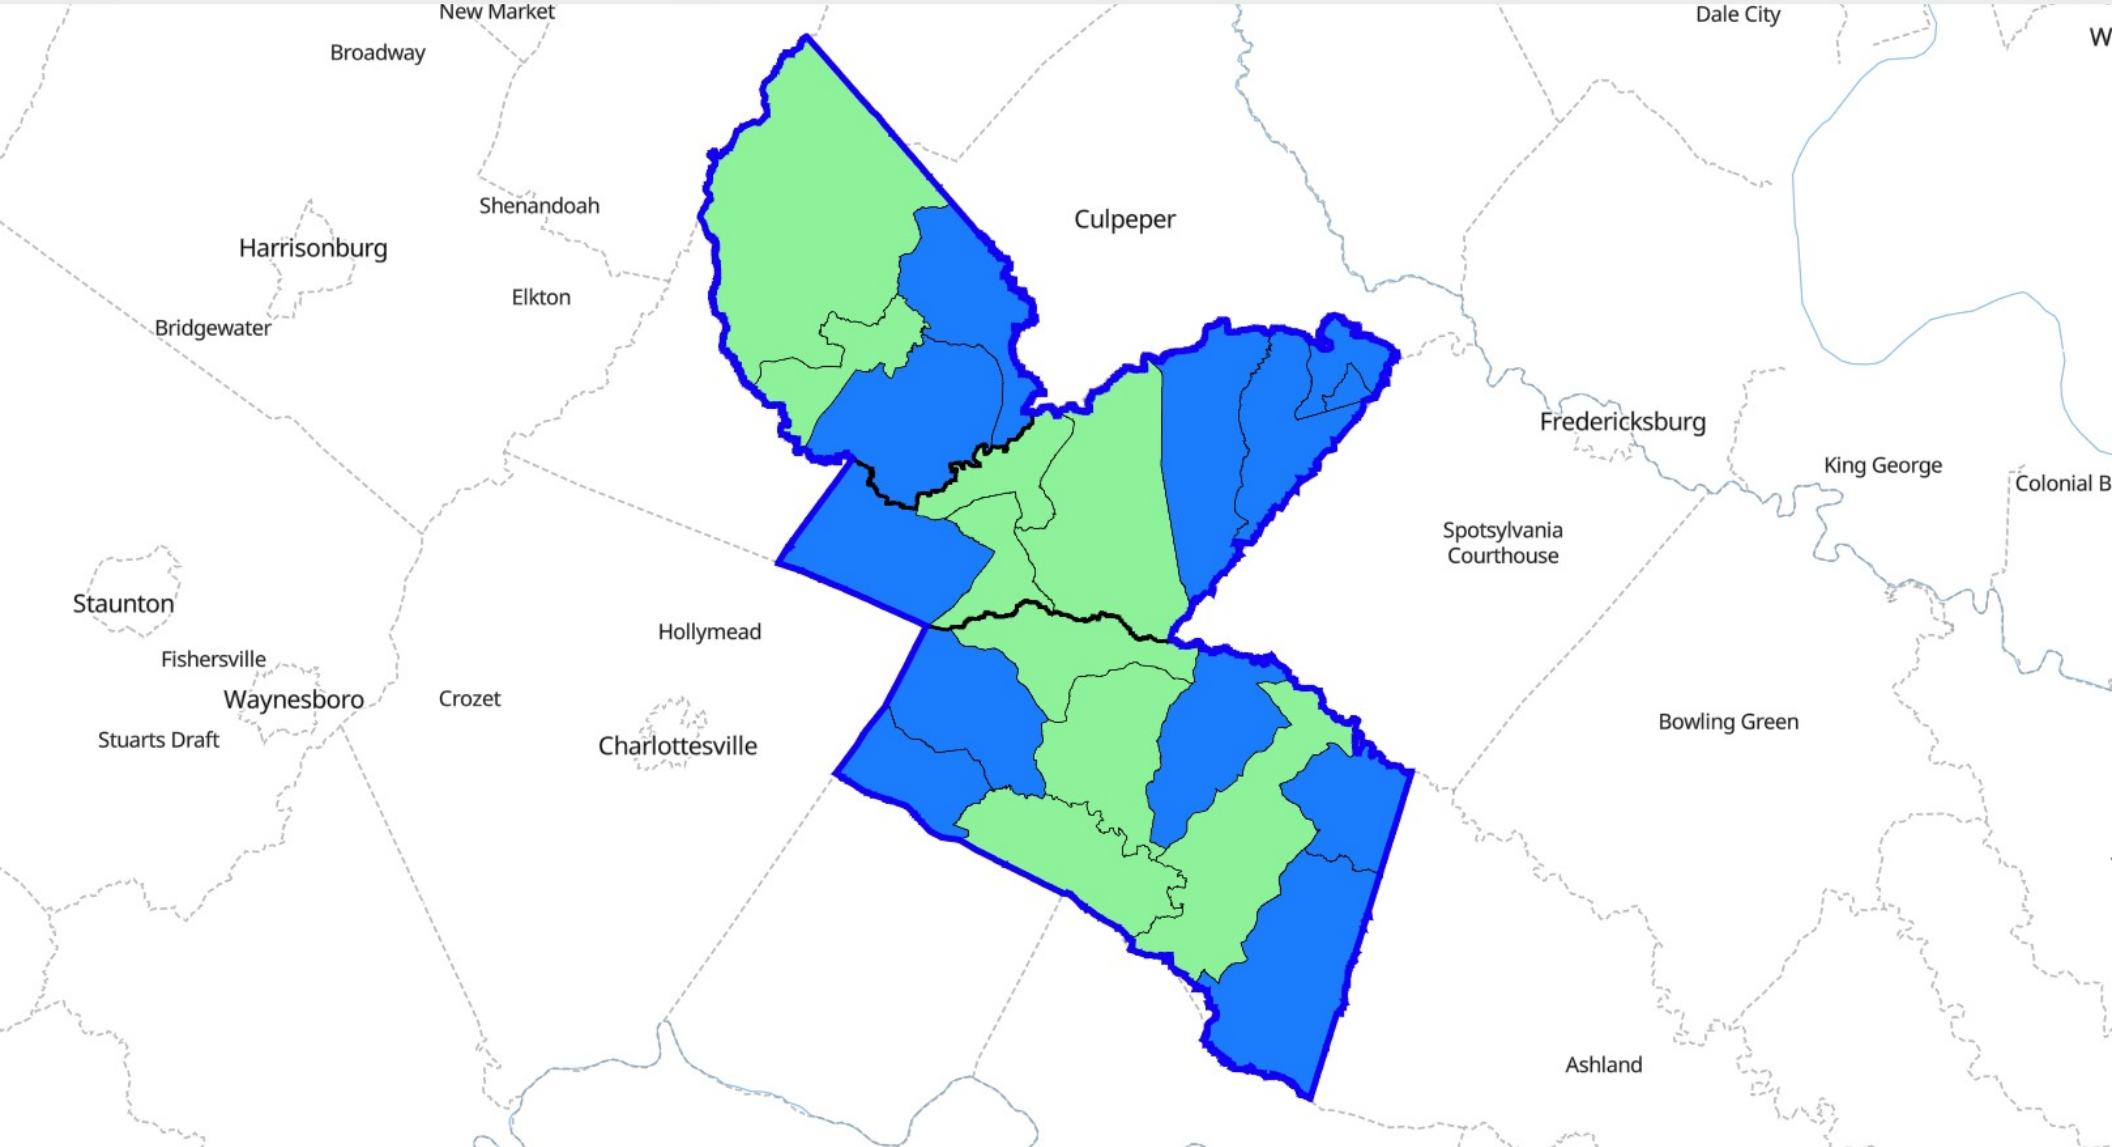 New Market
Dale City
Broadway
W
Shenandoah
Culpeper
Harrisonburg
Elkton
Bridgewater
Fredericksburg
King George
Colonial B
Spotsylvania
Courthouse
Staunton
Hollymead
Fishersville
Waynesboro
Crozet
Bowling Green
Stuarts Draft
Charlottesville
Ashland